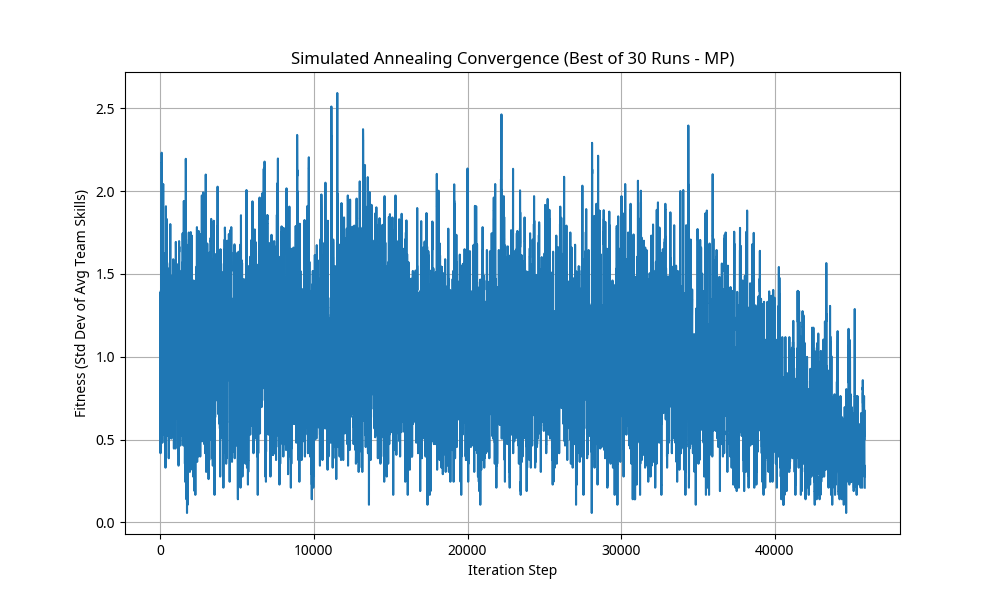 Simulated Annealing Convergence (Best of 30 Runs - MP)
Fitness (Std Dev of Avg Team Skills)
2.5
2.0
1.5
1.0
0.5
0.0
0 10000 20000 30000 40000
Iteration Step